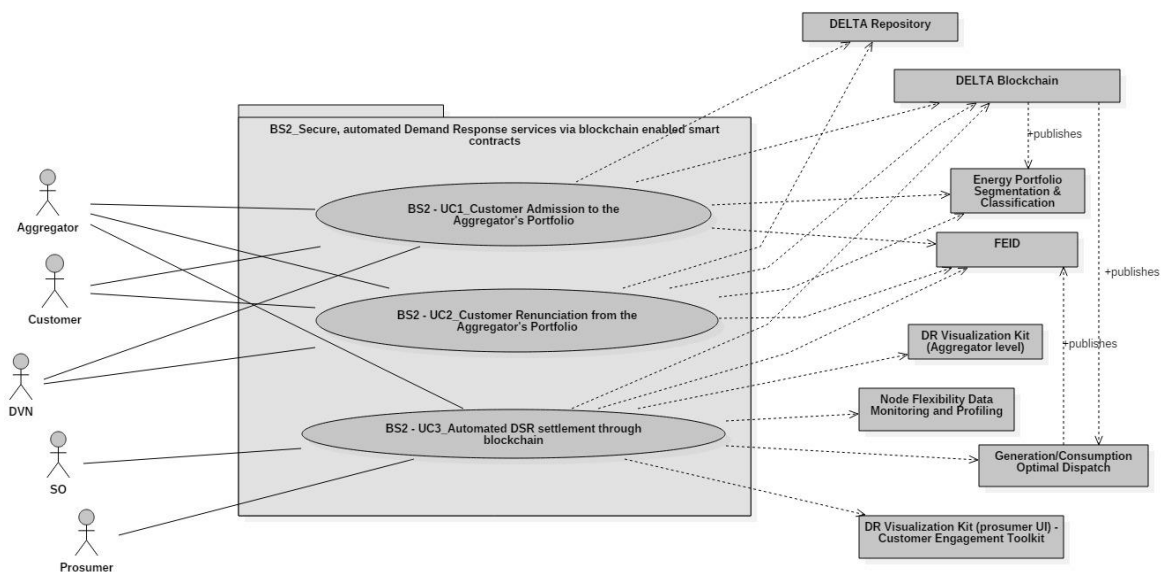 DELTA Repository
DELTA Blockchain
BS2_Secure, automated Demand Response services via blockchain enabled smart
contracts
+publishes
Energy Portfolio
Segmentation &
Classification
BS2 - UC1_Customer Admission to the
Aggregator's Portfolio
Aggregator
FEID
+publishes
Customer
BS2 - UC2_Customer Renunciation from the
Aggregator's Portfolio
DR Visualization Kit
(Aggregator level)
+publishes
DVN
Node Flexibility Data
Monitoring and Profiling
BS2 - UC3_Automated DSR settlement through
blockchain
Generation/Consumption
Optimal Dispatch
SO
DR Visualization Kit (prosumer UI) -
Customer Engagement Toolkit
Prosumer